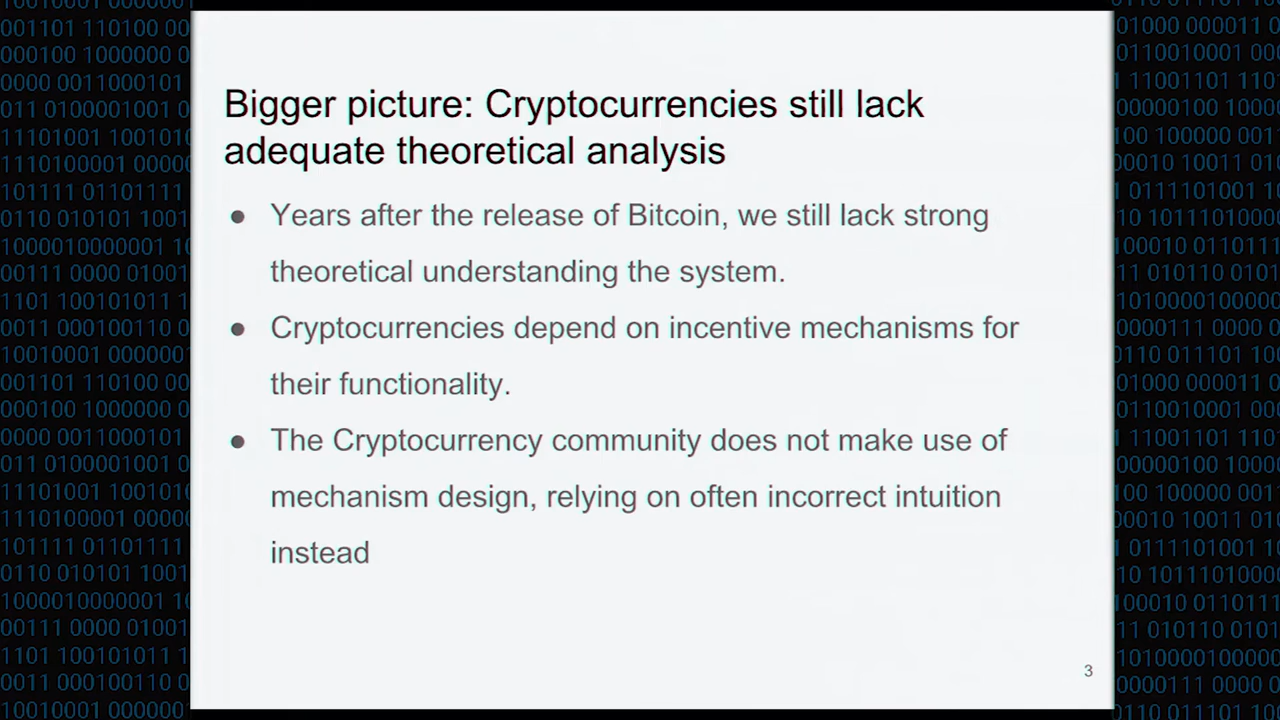 Bigger picture: Cryptocurrencies still lack
adequate theoretical analysis
● Years after the release of Bitcoin, we still lack strong
theoretical understanding the system.
● Cryptocurrencies depend on incentive mechanisms for
their functionality.
● The Cryptocurrency community does not make use of
mechanism design, relying on often incorrect intuition
instead
3